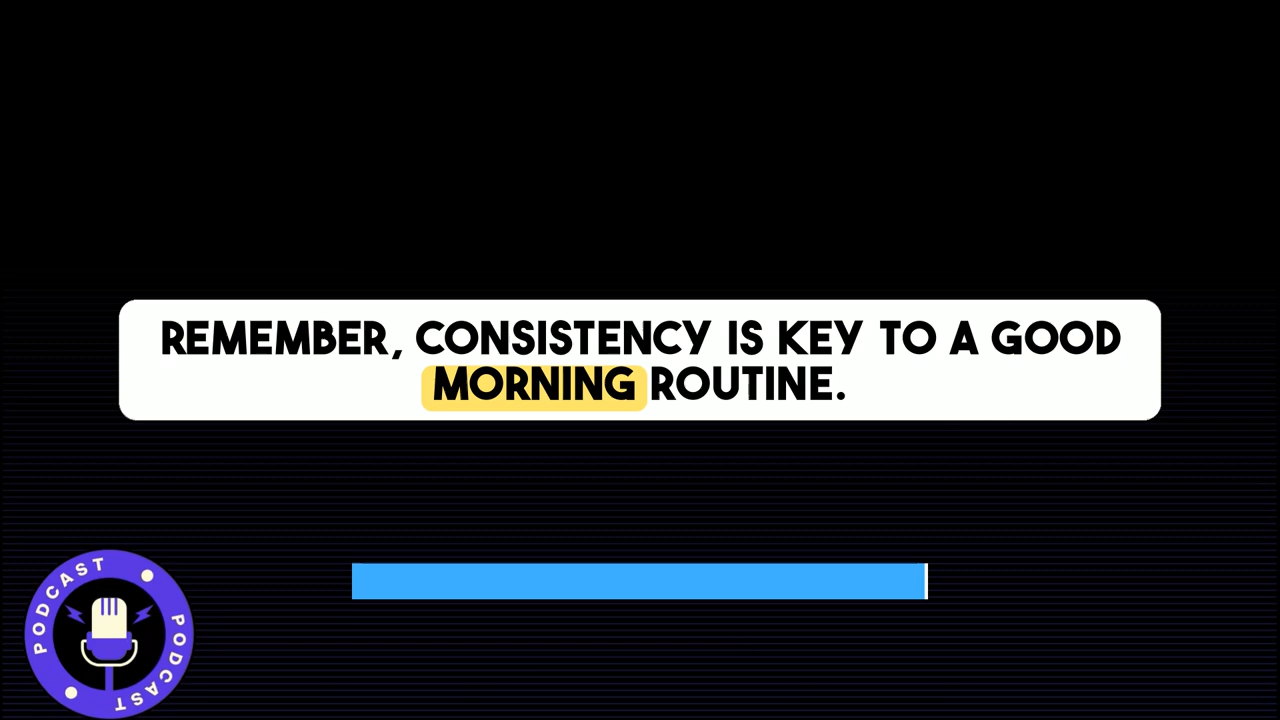 REMEMBER, CONSISTENCY IS KEY TO A GOOD
MORNING ROUTINE.
PODCAST
PODCAST